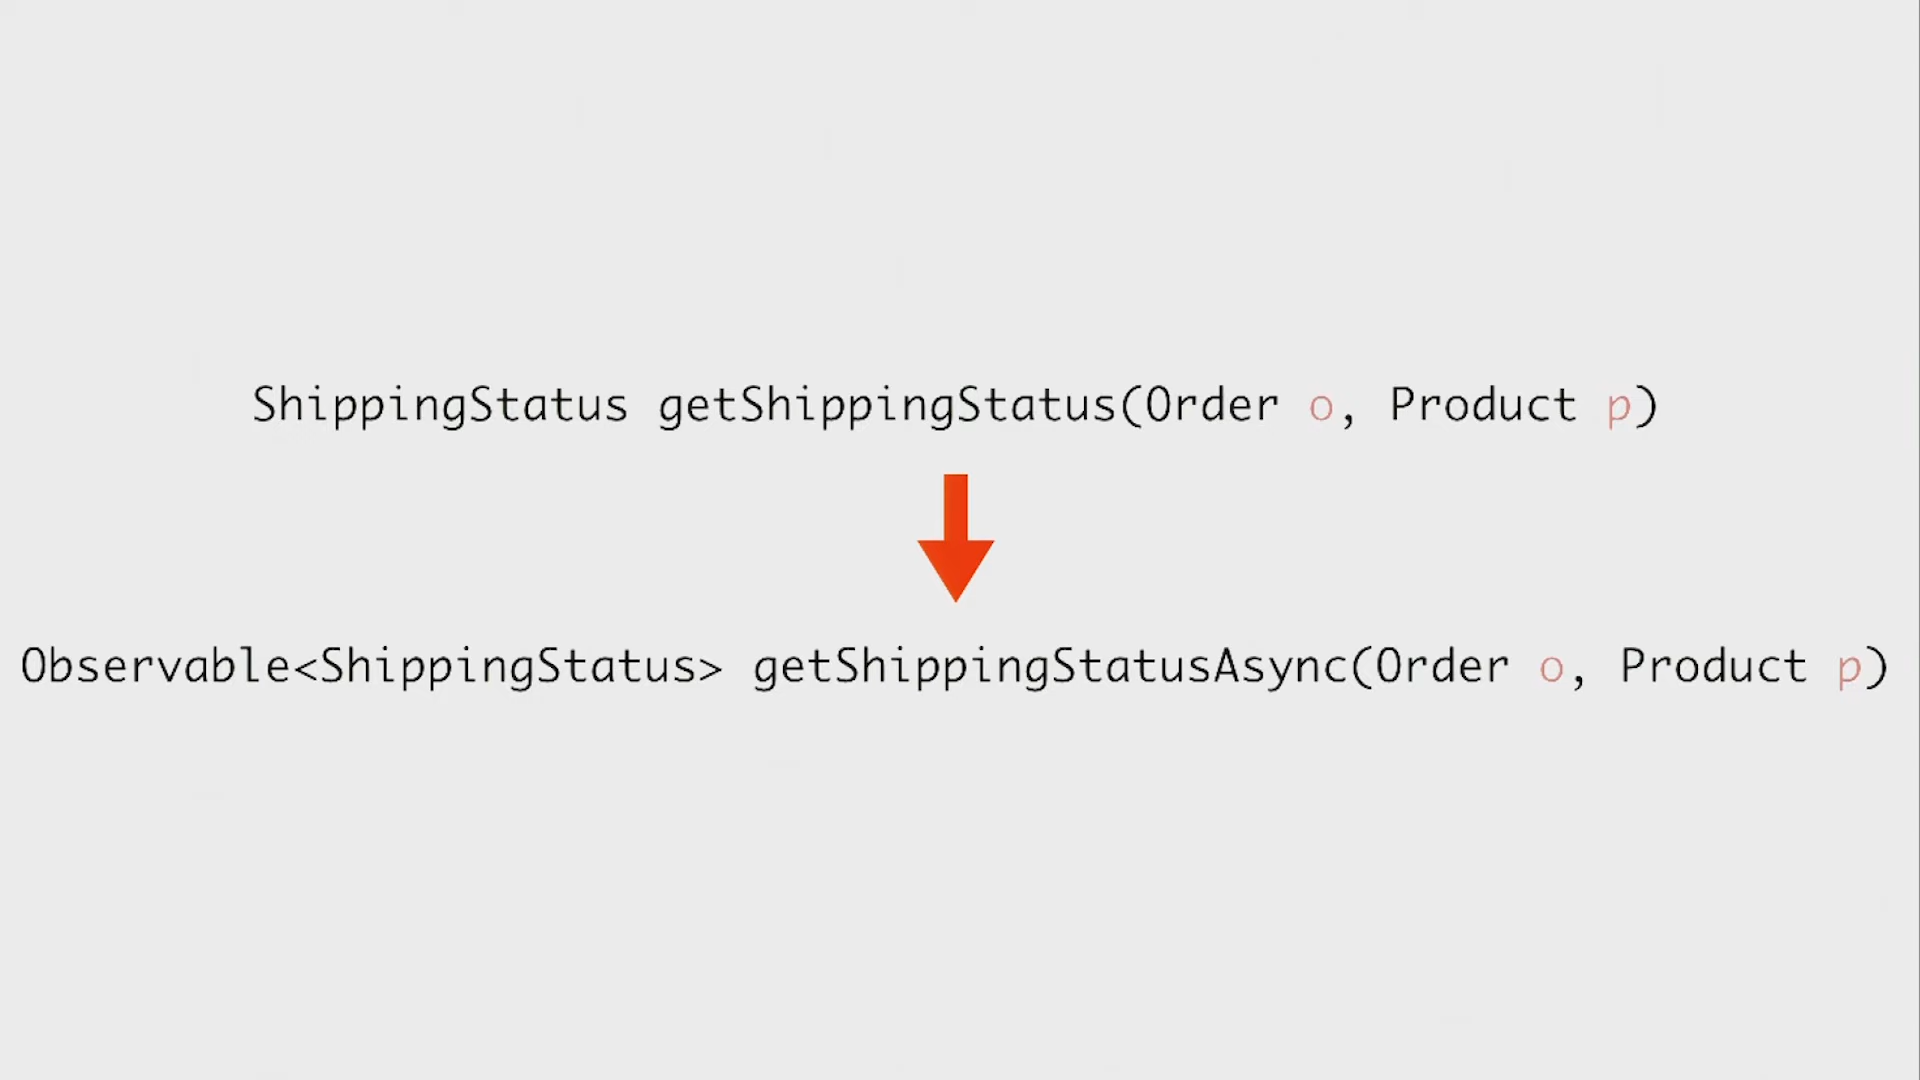 ShippingStatus getShippingStatus(Order o, Product p)
Observable<ShippingStatus> getShippingStatusAsync(Order o, Product p)